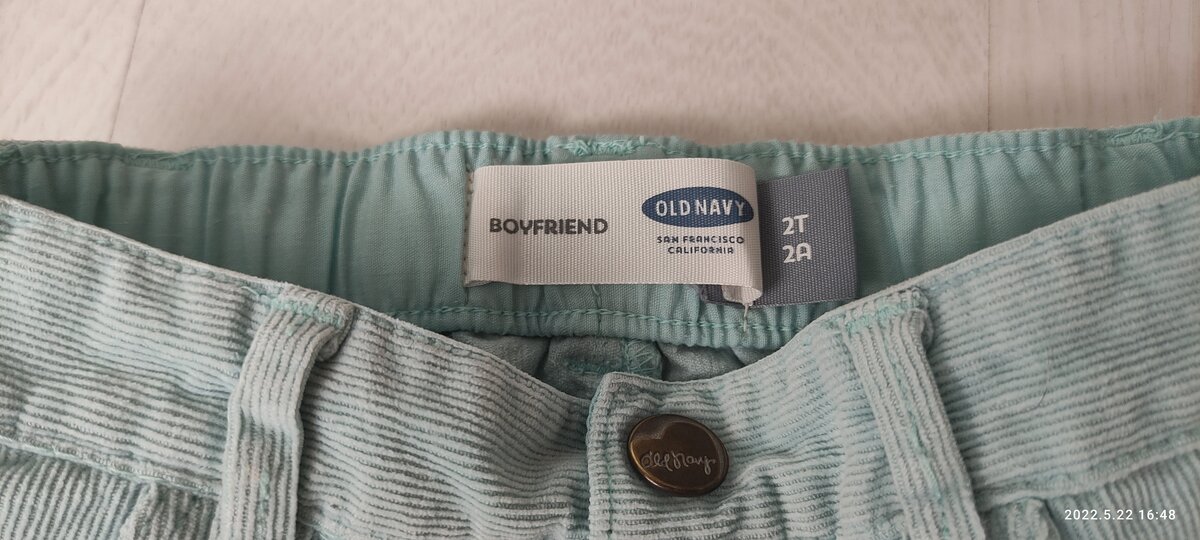 BOYFRIEND
OLD NAVY
SAN FRANCISCO
CALIFORNIA
2T
2A
Old Navy
2022.5.22 16:48